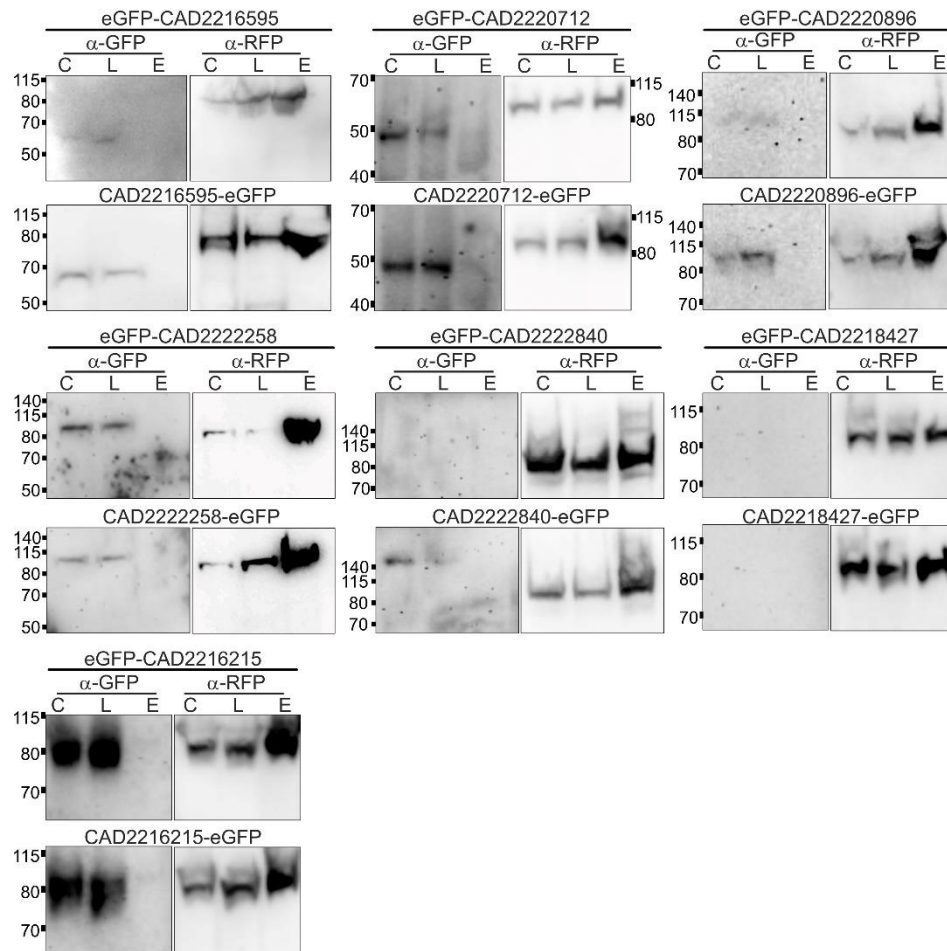 eGFP-CAD2216595
α-GFP α-RFP
C L E C L E
115
80
70
50
CAD2216595-eGFP
115
80
70
50
eGFP-CAD2220712
α-GFP α-RFP
C L E C L E
70
50
40
115
80
CAD2220712-eGFP
70
50
40
115
80
eGFP-CAD2220896
α-GFP α-RFP
C L E C L E
140
115
80
70
CAD2220896-eGFP
140
115
80
70
eGFP-CAD2222258
α-GFP α-RFP
C L E C L E
140
115
80
70
50
CAD2222258-eGFP
140
115
80
70
50
eGFP-CAD2222840
α-GFP α-RFP
C L E C L E
140
115
80
70
CAD2222840-eGFP
140
80
70
eGFP-CAD2218427
α-GFP α-RFP
C L E C L E
115
80
70
CAD2218427-eGFP
115
80
70
eGFP-CAD2216215
α-GFP α-RFP
C L E C L E
115
80
70
CAD2216215-eGFP
115
80
70